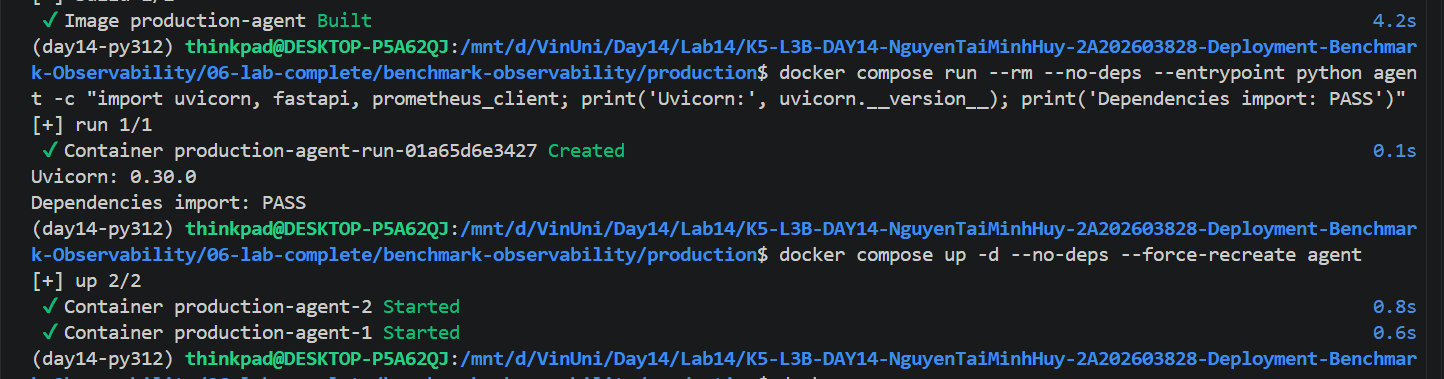 ✓ Image production-agent Built 4.2s
(day14-py312) thinkpad@DESKTOP-P5A62QJ:/mnt/d/VinUni/Day14/Lab14/K5-L3B-DAY14-NguyenTaiMinhHuy-2A202603828-Deployment-Benchmar
k-Observability/06-lab-complete/benchmark-observability/production$ docker compose run --rm --no-deps --entrypoint python agen
t -c "import uvicorn, fastapi, prometheus_client; print('Uvicorn:', uvicorn.__version__); print('Dependencies import: PASS')"
[+] run 1/1
✓ Container production-agent-run-01a65d6e3427 Created 0.1s
Uvicorn: 0.30.0
Dependencies import: PASS
(day14-py312) thinkpad@DESKTOP-P5A62QJ:/mnt/d/VinUni/Day14/Lab14/K5-L3B-DAY14-NguyenTaiMinhHuy-2A202603828-Deployment-Benchmar
k-Observability/06-lab-complete/benchmark-observability/production$ docker compose up -d --no-deps --force-recreate agent
[+] up 2/2
✓ Container production-agent-2 Started 0.8s
✓ Container production-agent-1 Started 0.6s
(day14-py312) thinkpad@DESKTOP-P5A62QJ:/mnt/d/VinUni/Day14/Lab14/K5-L3B-DAY14-NguyenTaiMinhHuy-2A202603828-Deployment-Benchmar